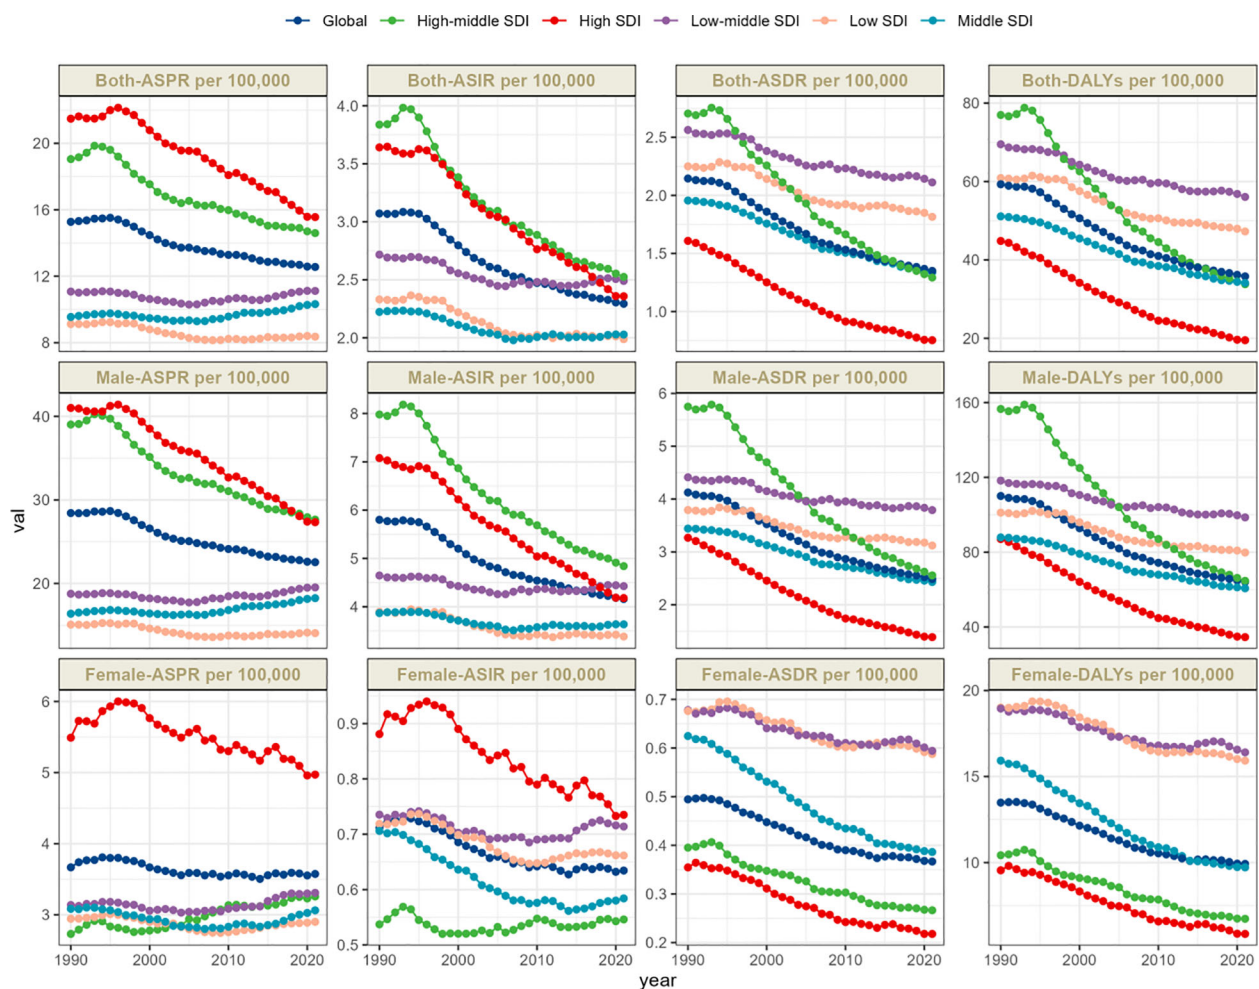 Global High-middle SDI High SDI Low-middle SDI Low SDI Middle SDI
Both-ASPR per 100,000
20
16
12
8
Both-ASIR per 100,000
4.0
3.5
3.0
2.5
2.0
Both-ASDR per 100,000
2.5
2.0
1.5
1.0
Both-DALYs per 100,000
80
60
40
20
val
Male-ASPR per 100,000
40
30
20
Male-ASIR per 100,000
8
7
6
5
4
Male-ASDR per 100,000
6
5
4
3
2
Male-DALYs per 100,000
160
120
80
40
Female-ASPR per 100,000
6
5
4
3
1990 2000 2010 2020
Female-ASIR per 100,000
0.9
0.8
0.7
0.6
0.5
1990 2000 2010 2020
Female-ASDR per 100,000
0.7
0.6
0.5
0.4
0.3
0.2
1990 2000 2010 2020
Female-DALYs per 100,000
20
15
10
1990 2000 2010 2020
year